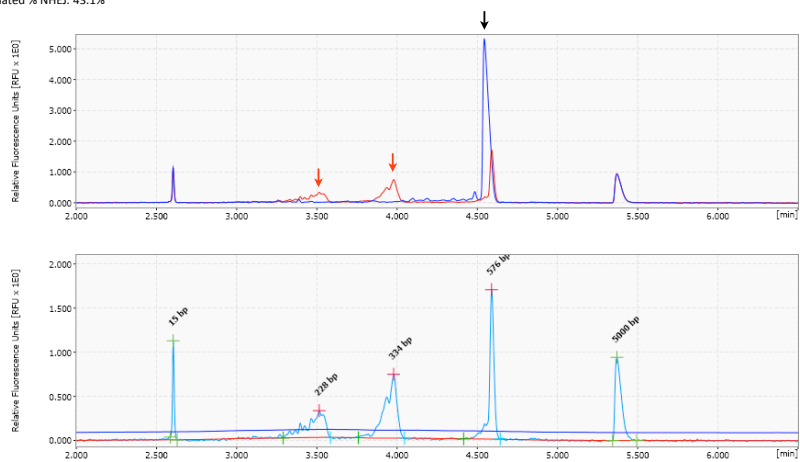 % NHEJ: 43.1%
Relative Fluorescence Units [RFU x 1E0]
5.000
4.000
3.000
2.000
1.000
0.000
2.000 2.500 3.000 3.500 4.000 4.500 5.000 5.500 6.000 [min]
Relative Fluorescence Units [RFU x 1E0]
2.000
1.500
1.000
0.500
0.000
15 bp
228 bp
334 bp
576 bp
5000 bp
2.000 2.500 3.000 3.500 4.000 4.500 5.000 5.500 6.000 [min]